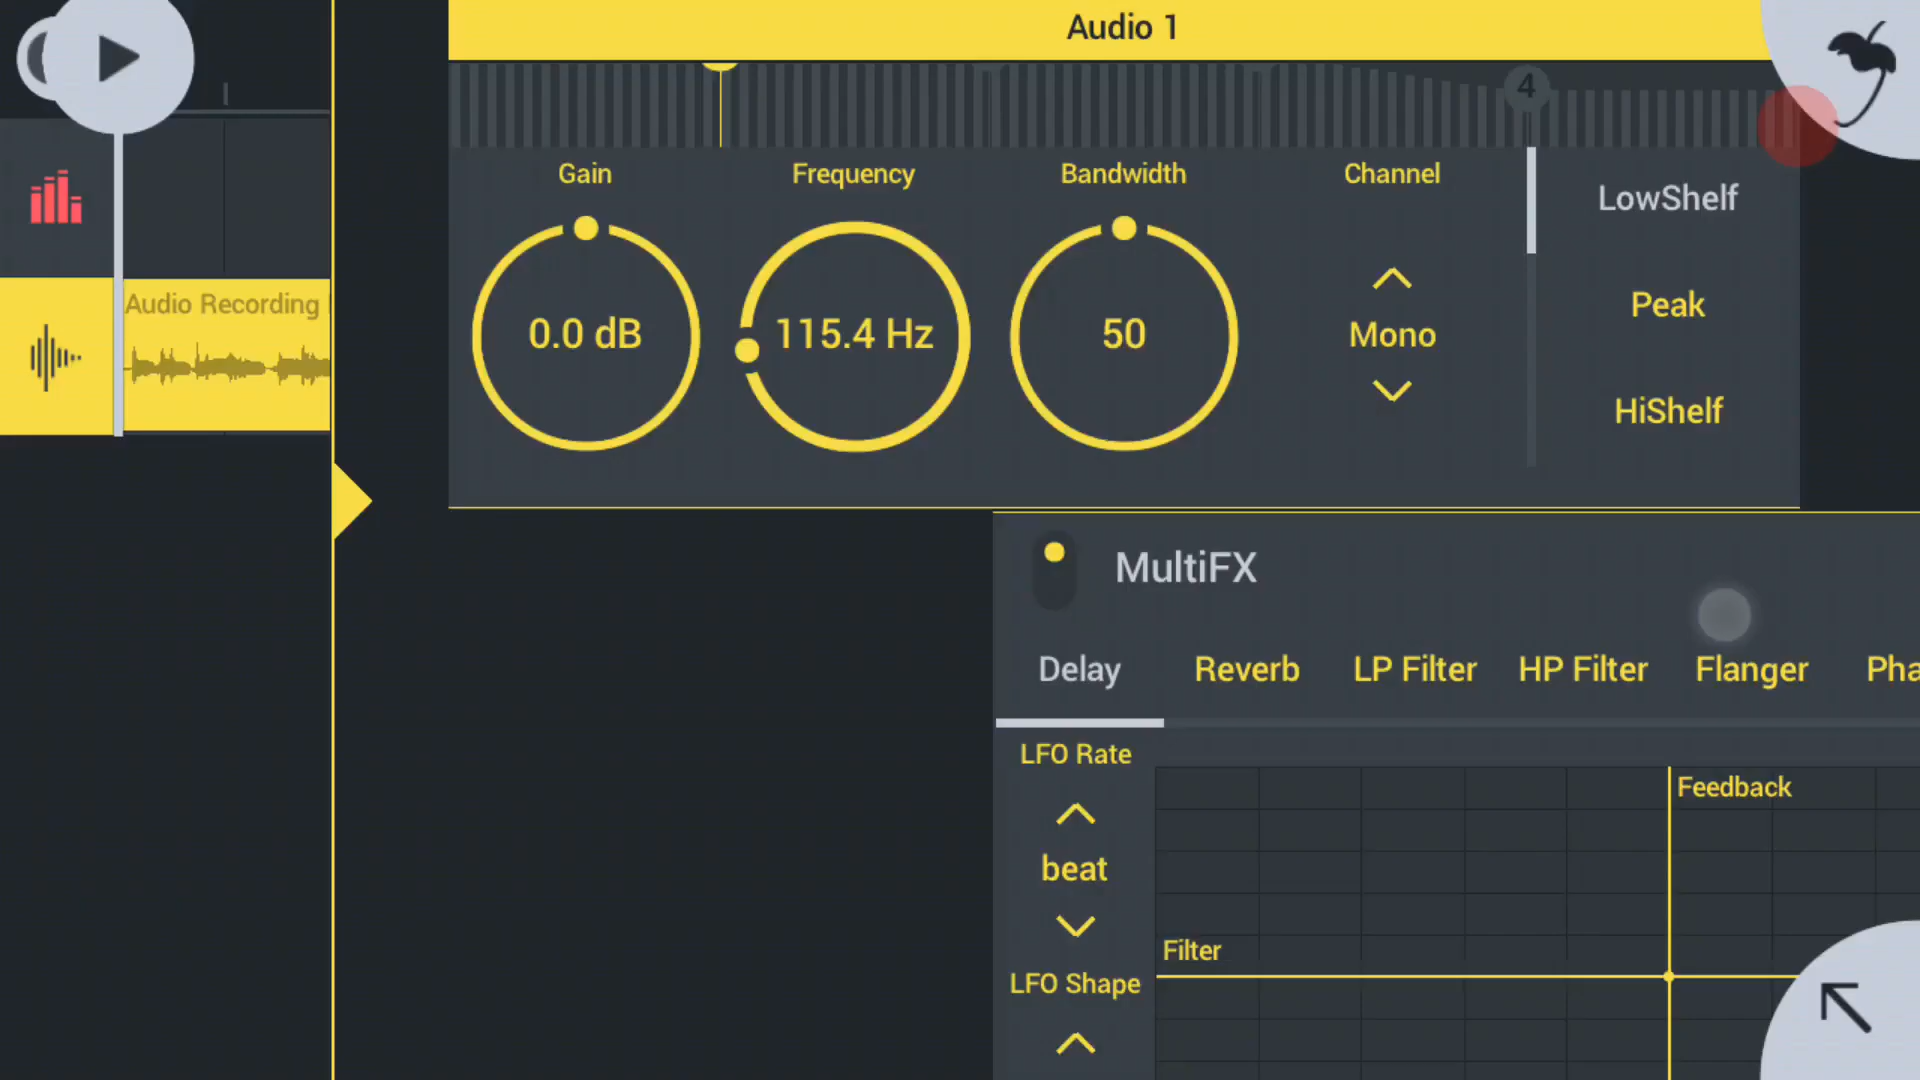 Audio 1
4
Gain
Frequency
Bandwidth
Channel
LowShelf
Audio Recording
Peak
0.0 dB
115.4 Hz
50
Mono
HiShelf
MultiFX
Delay
Reverb
LP Filter
HP Filter
Flanger
Pha
LFO Rate
Feedback
beat
Filter
LFO Shape